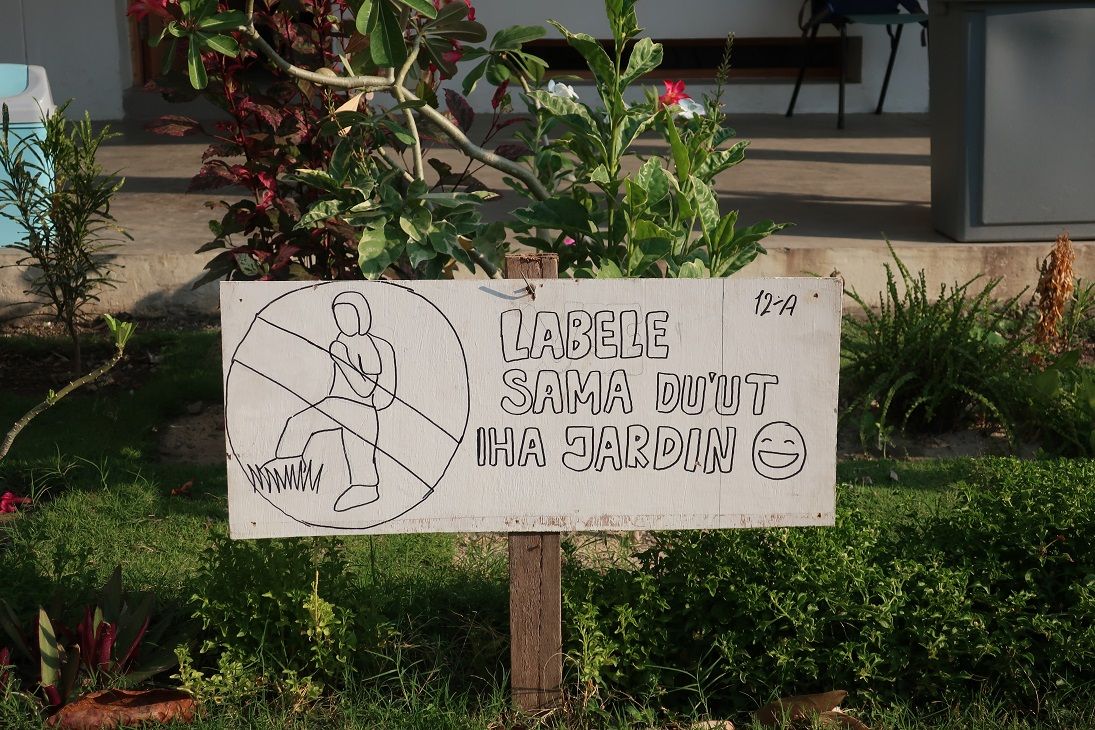 12-A
LABELE
SAMA DU'UT
IHA JARDIN